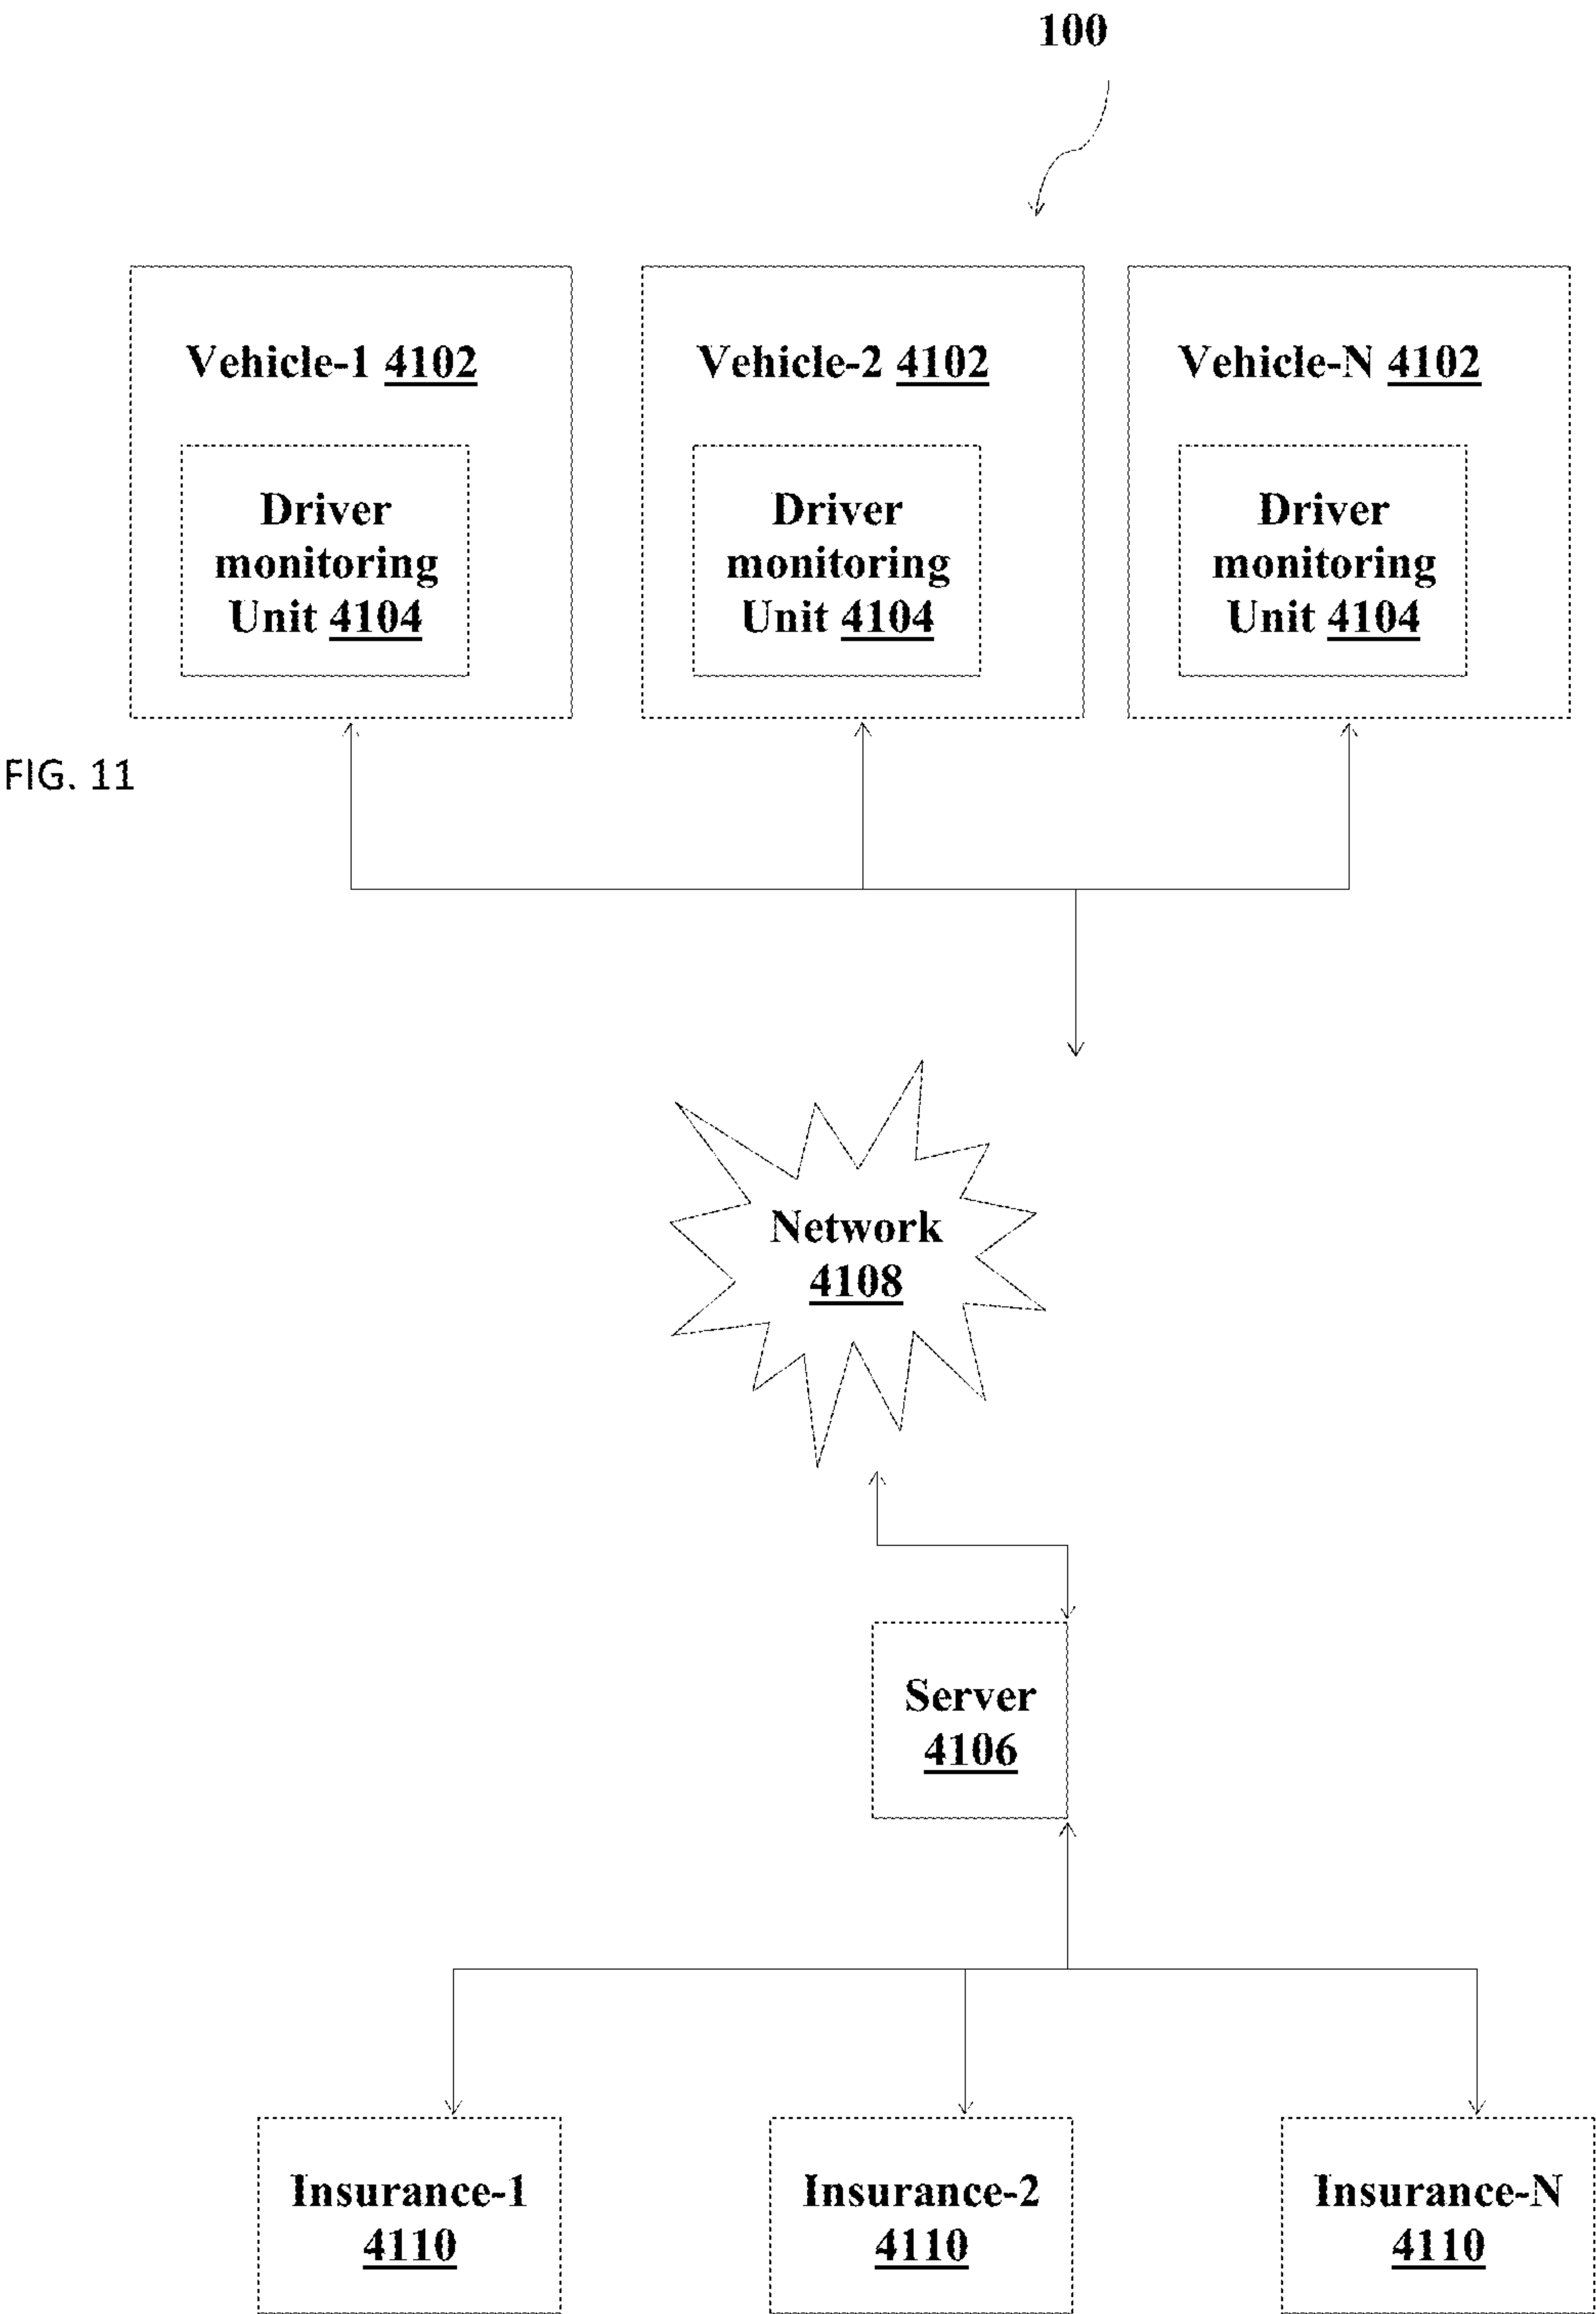 100
Vehicle-1 4102
Driver
monitoring
Unit 4104
Vehicle-2 4102
Driver
monitoring
Unit 4104
Vehicle-N 4102
Driver
monitoring
Unit 4104
FIG. 11
Network
4108
Server
4106
Insurance-1
4110
Insurance-2
4110
Insurance-N
4110